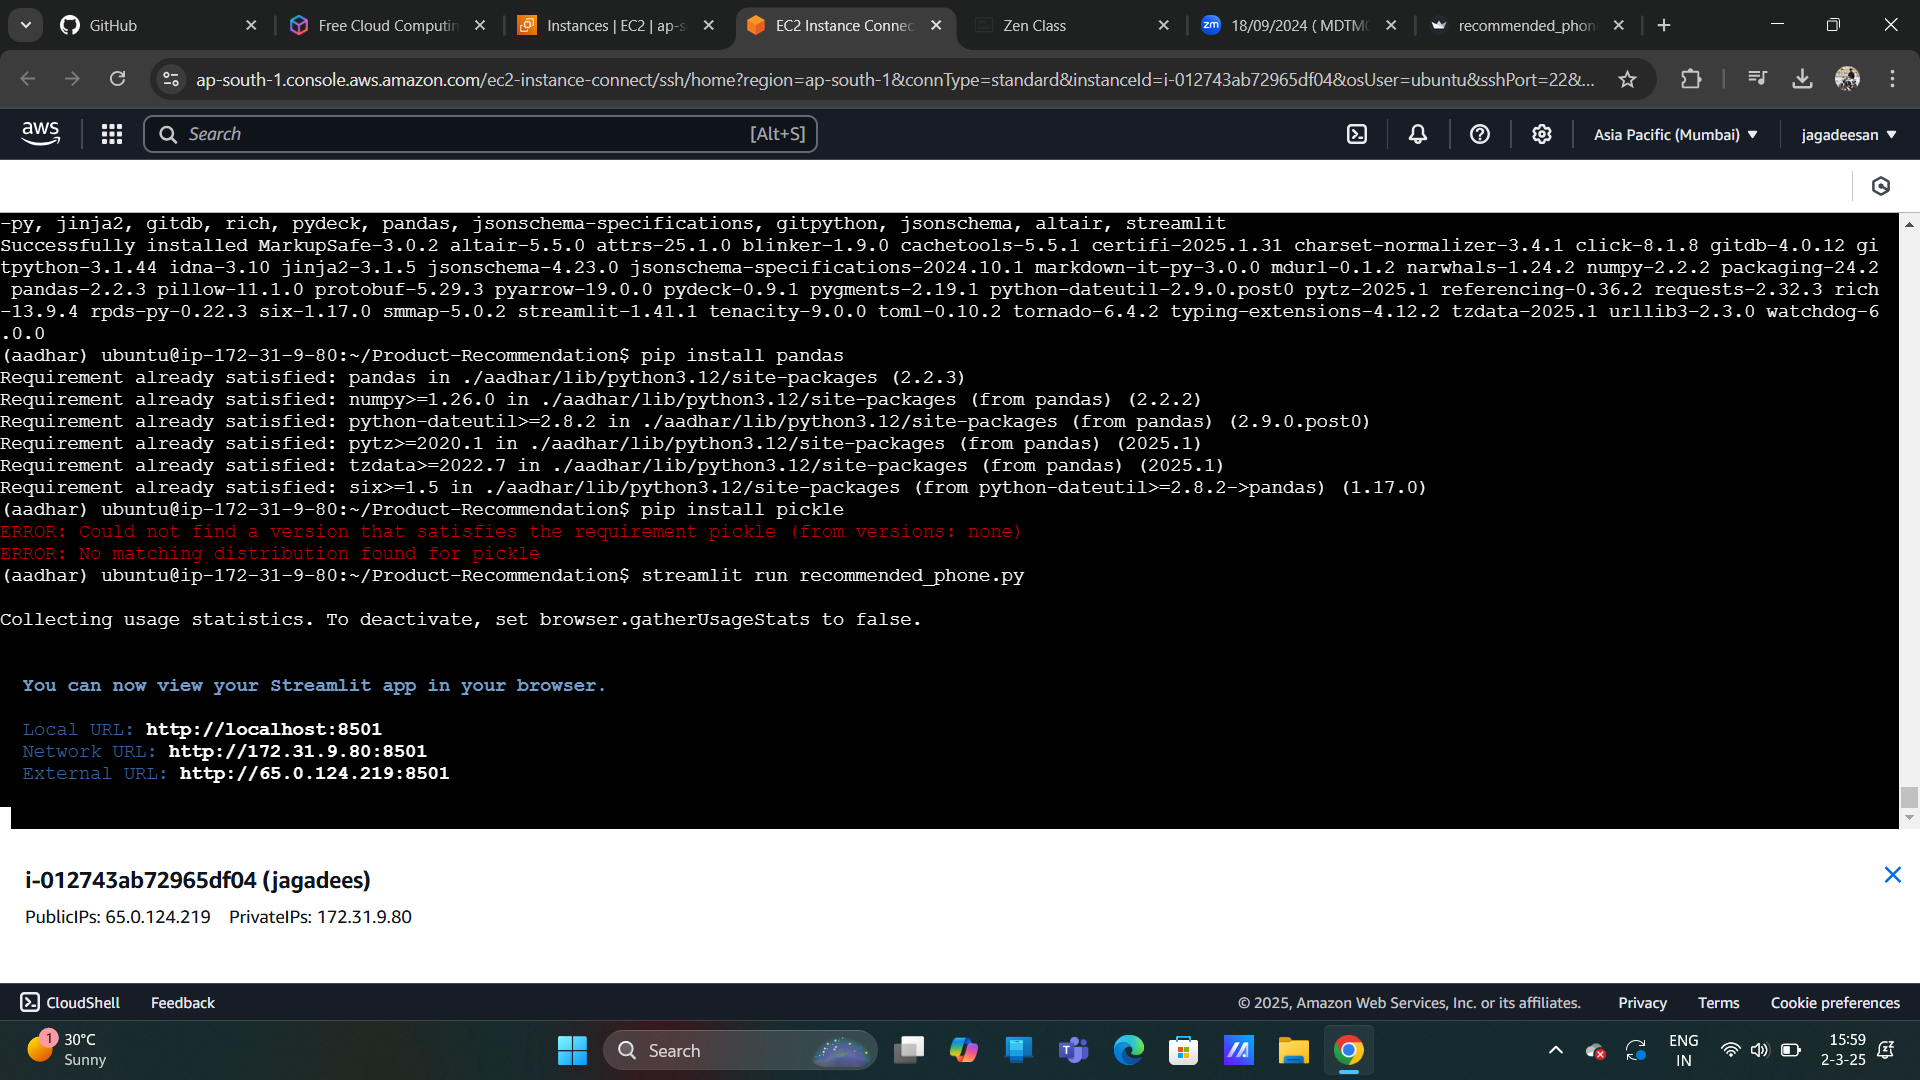 GitHub
Free Cloud Computin
Instances | EC2 | ap-s
EC2 Instance Connec
Zen Class
zm
18/09/2024 ( MDTM
recommended_phon
ap-south-1.console.aws.amazon.com/ec2-instance-connect/ssh/home?region=ap-south-1&connType=standard&instanceId=i-012743ab72965df04&osUser=ubuntu&sshPort=22&...
aws
Search
[Alt+S]
Asia Pacific (Mumbai)
jagadeesan
-py, jinja2, gitdb, rich, pydeck, pandas, jsonschema-specifications, gitpython, jsonschema, altair, streamlit
Successfully installed MarkupSafe-3.0.2 altair-5.5.0 attrs-25.1.0 blinker-1.9.0 cachetools-5.5.1 certifi-2025.1.31 charset-normalizer-3.4.1 click-8.1.8 gitdb-4.0.12 gi
tpython-3.1.44 idna-3.10 jinja2-3.1.5 jsonschema-4.23.0 jsonschema-specifications-2024.10.1 markdown-it-py-3.0.0 mdurl-0.1.2 narwhals-1.24.2 numpy-2.2.2 packaging-24.2
pandas-2.2.3 pillow-11.1.0 protobuf-5.29.3 pyarrow-19.0.0 pydeck-0.9.1 pygments-2.19.1 python-dateutil-2.9.0.post0 pytz-2025.1 referencing-0.36.2 requests-2.32.3 rich
-13.9.4 rpds-py-0.22.3 six-1.17.0 smmap-5.0.2 streamlit-1.41.1 tenacity-9.0.0 toml-0.10.2 tornado-6.4.2 typing-extensions-4.12.2 tzdata-2025.1 urllib3-2.3.0 watchdog-6
.0.0
(aadhar) ubuntu@ip-172-31-9-80:~/Product-Recommendation$ pip install pandas
Requirement already satisfied: pandas in ./aadhar/lib/python3.12/site-packages (2.2.3)
Requirement already satisfied: numpy>=1.26.0 in ./aadhar/lib/python3.12/site-packages (from pandas) (2.2.2)
Requirement already satisfied: python-dateutil>=2.8.2 in ./aadhar/lib/python3.12/site-packages (from pandas) (2.9.0.post0)
Requirement already satisfied: pytz>=2020.1 in ./aadhar/lib/python3.12/site-packages (from pandas) (2025.1)
Requirement already satisfied: tzdata>=2022.7 in ./aadhar/lib/python3.12/site-packages (from pandas) (2025.1)
Requirement already satisfied: six>=1.5 in ./aadhar/lib/python3.12/site-packages (from python-dateutil>=2.8.2->pandas) (1.17.0)
(aadhar) ubuntu@ip-172-31-9-80:~/Product-Recommendation$ pip install pickle
ERROR: Could not find a version that satisfies the requirement pickle (from versions: none)
ERROR: No matching distribution found for pickle
(aadhar) ubuntu@ip-172-31-9-80:~/Product-Recommendation$ streamlit run recommended_phone.py
Collecting usage statistics. To deactivate, set browser.gatherUsageStats to false.
You can now view your Streamlit app in your browser.
Local URL: http://localhost:8501
Network URL: http://172.31.9.80:8501
External URL: http://65.0.124.219:8501
i-012743ab72965df04 (jagadees)
PublicIPs: 65.0.124.219 PrivateIPs: 172.31.9.80
CloudShell
Feedback
© 2025, Amazon Web Services, Inc. or its affiliates.
Privacy
Terms
Cookie preferences
1
30°C
Sunny
Search
ENG
IN
15:59
2-3-25